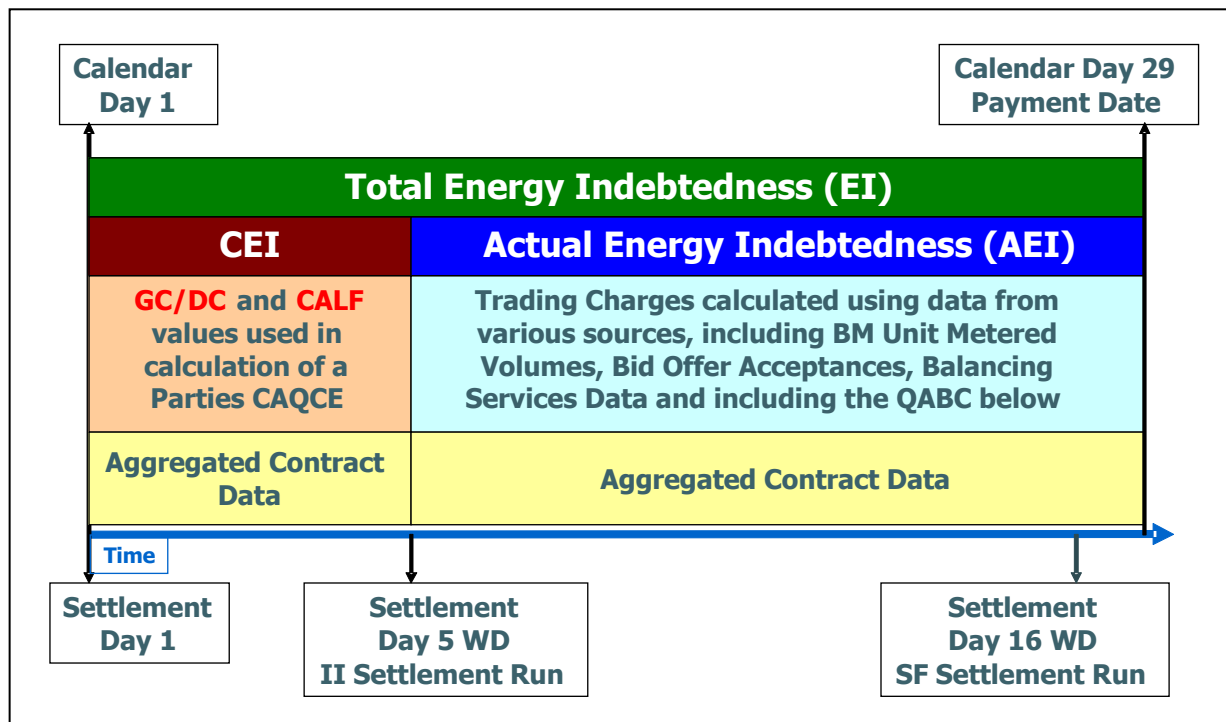 Calendar
Day 1
Calendar Day 29
Payment Date
Total Energy Indebtedness (EI)
CEI
Actual Energy Indebtedness (AEI)
GC/DC and CALF
values used in
calculation of a
Parties CAQCE
Trading Charges calculated using data from
various sources, including BM Unit Metered
Volumes, Bid Offer Acceptances, Balancing
Services Data and including the QABC below
Aggregated Contract
Data
Aggregated Contract Data
Time
Settlement
Day 1
Settlement
Day 5 WD
II Settlement Run
Settlement
Day 16 WD
SF Settlement Run